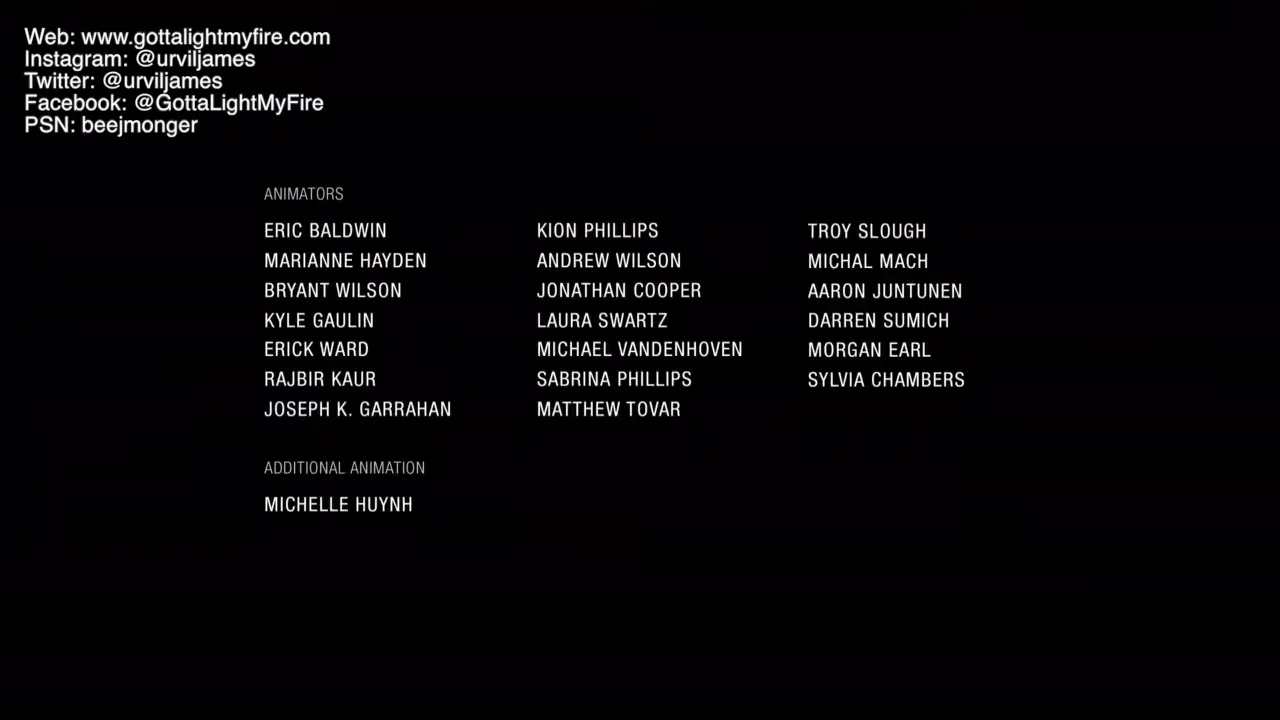 Web: www.gottalightmyfire.com
Instagram: @urviljames
Twitter: @urviljames
Facebook: @GottaLightMyFire
PSN: beejmonger
ANIMATORS
ERIC BALDWIN KION PHILLIPS TROY SLOUGH
MARIANNE HAYDEN ANDREW WILSON MICHAL MACH
BRYANT WILSON JONATHAN COOPER AARON JUNTUNEN
KYLE GAULIN LAURA SWARTZ DARREN SUMICH
ERICK WARD MICHAEL VANDENHOVEN MORGAN EARL
RAJBIR KAUR SABRINA PHILLIPS SYLVIA CHAMBERS
JOSEPH K. GARRAHAN MATTHEW TOVAR
ADDITIONAL ANIMATION
MICHELLE HUYNH